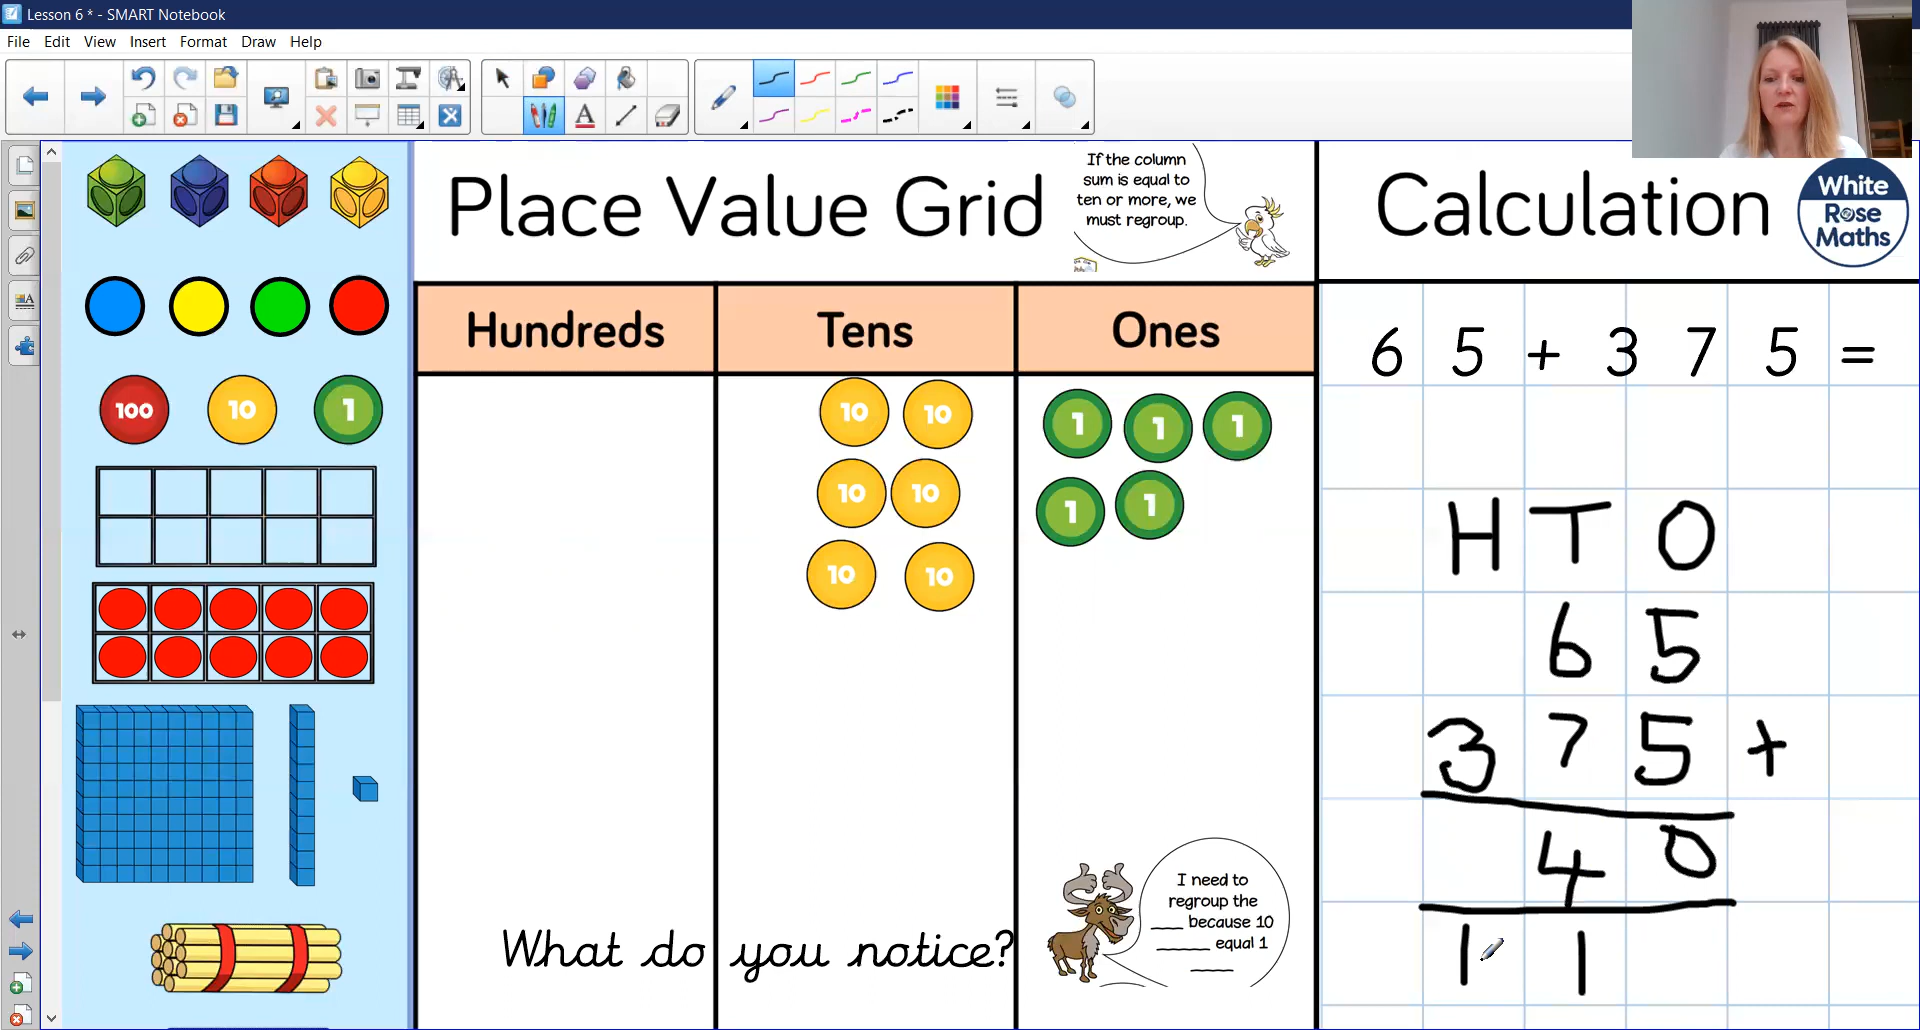 Lesson 6 * - SMART Notebook
File Edit View Insert Format Draw Help
Place Value Grid
If the column
sum is equal to
ten or more, we
must regroup.
Calculation
White
Rose
Maths
Hundreds Tens Ones
6 5 + 3 7 5 =
100 10 1
10 10
10 10
10 10
1 1 1
1 1
H T O
6 5
3 7 5 +
4 0
1 1
What do you notice?
I need to
regroup the
___ because 10
_____ equal 1
____